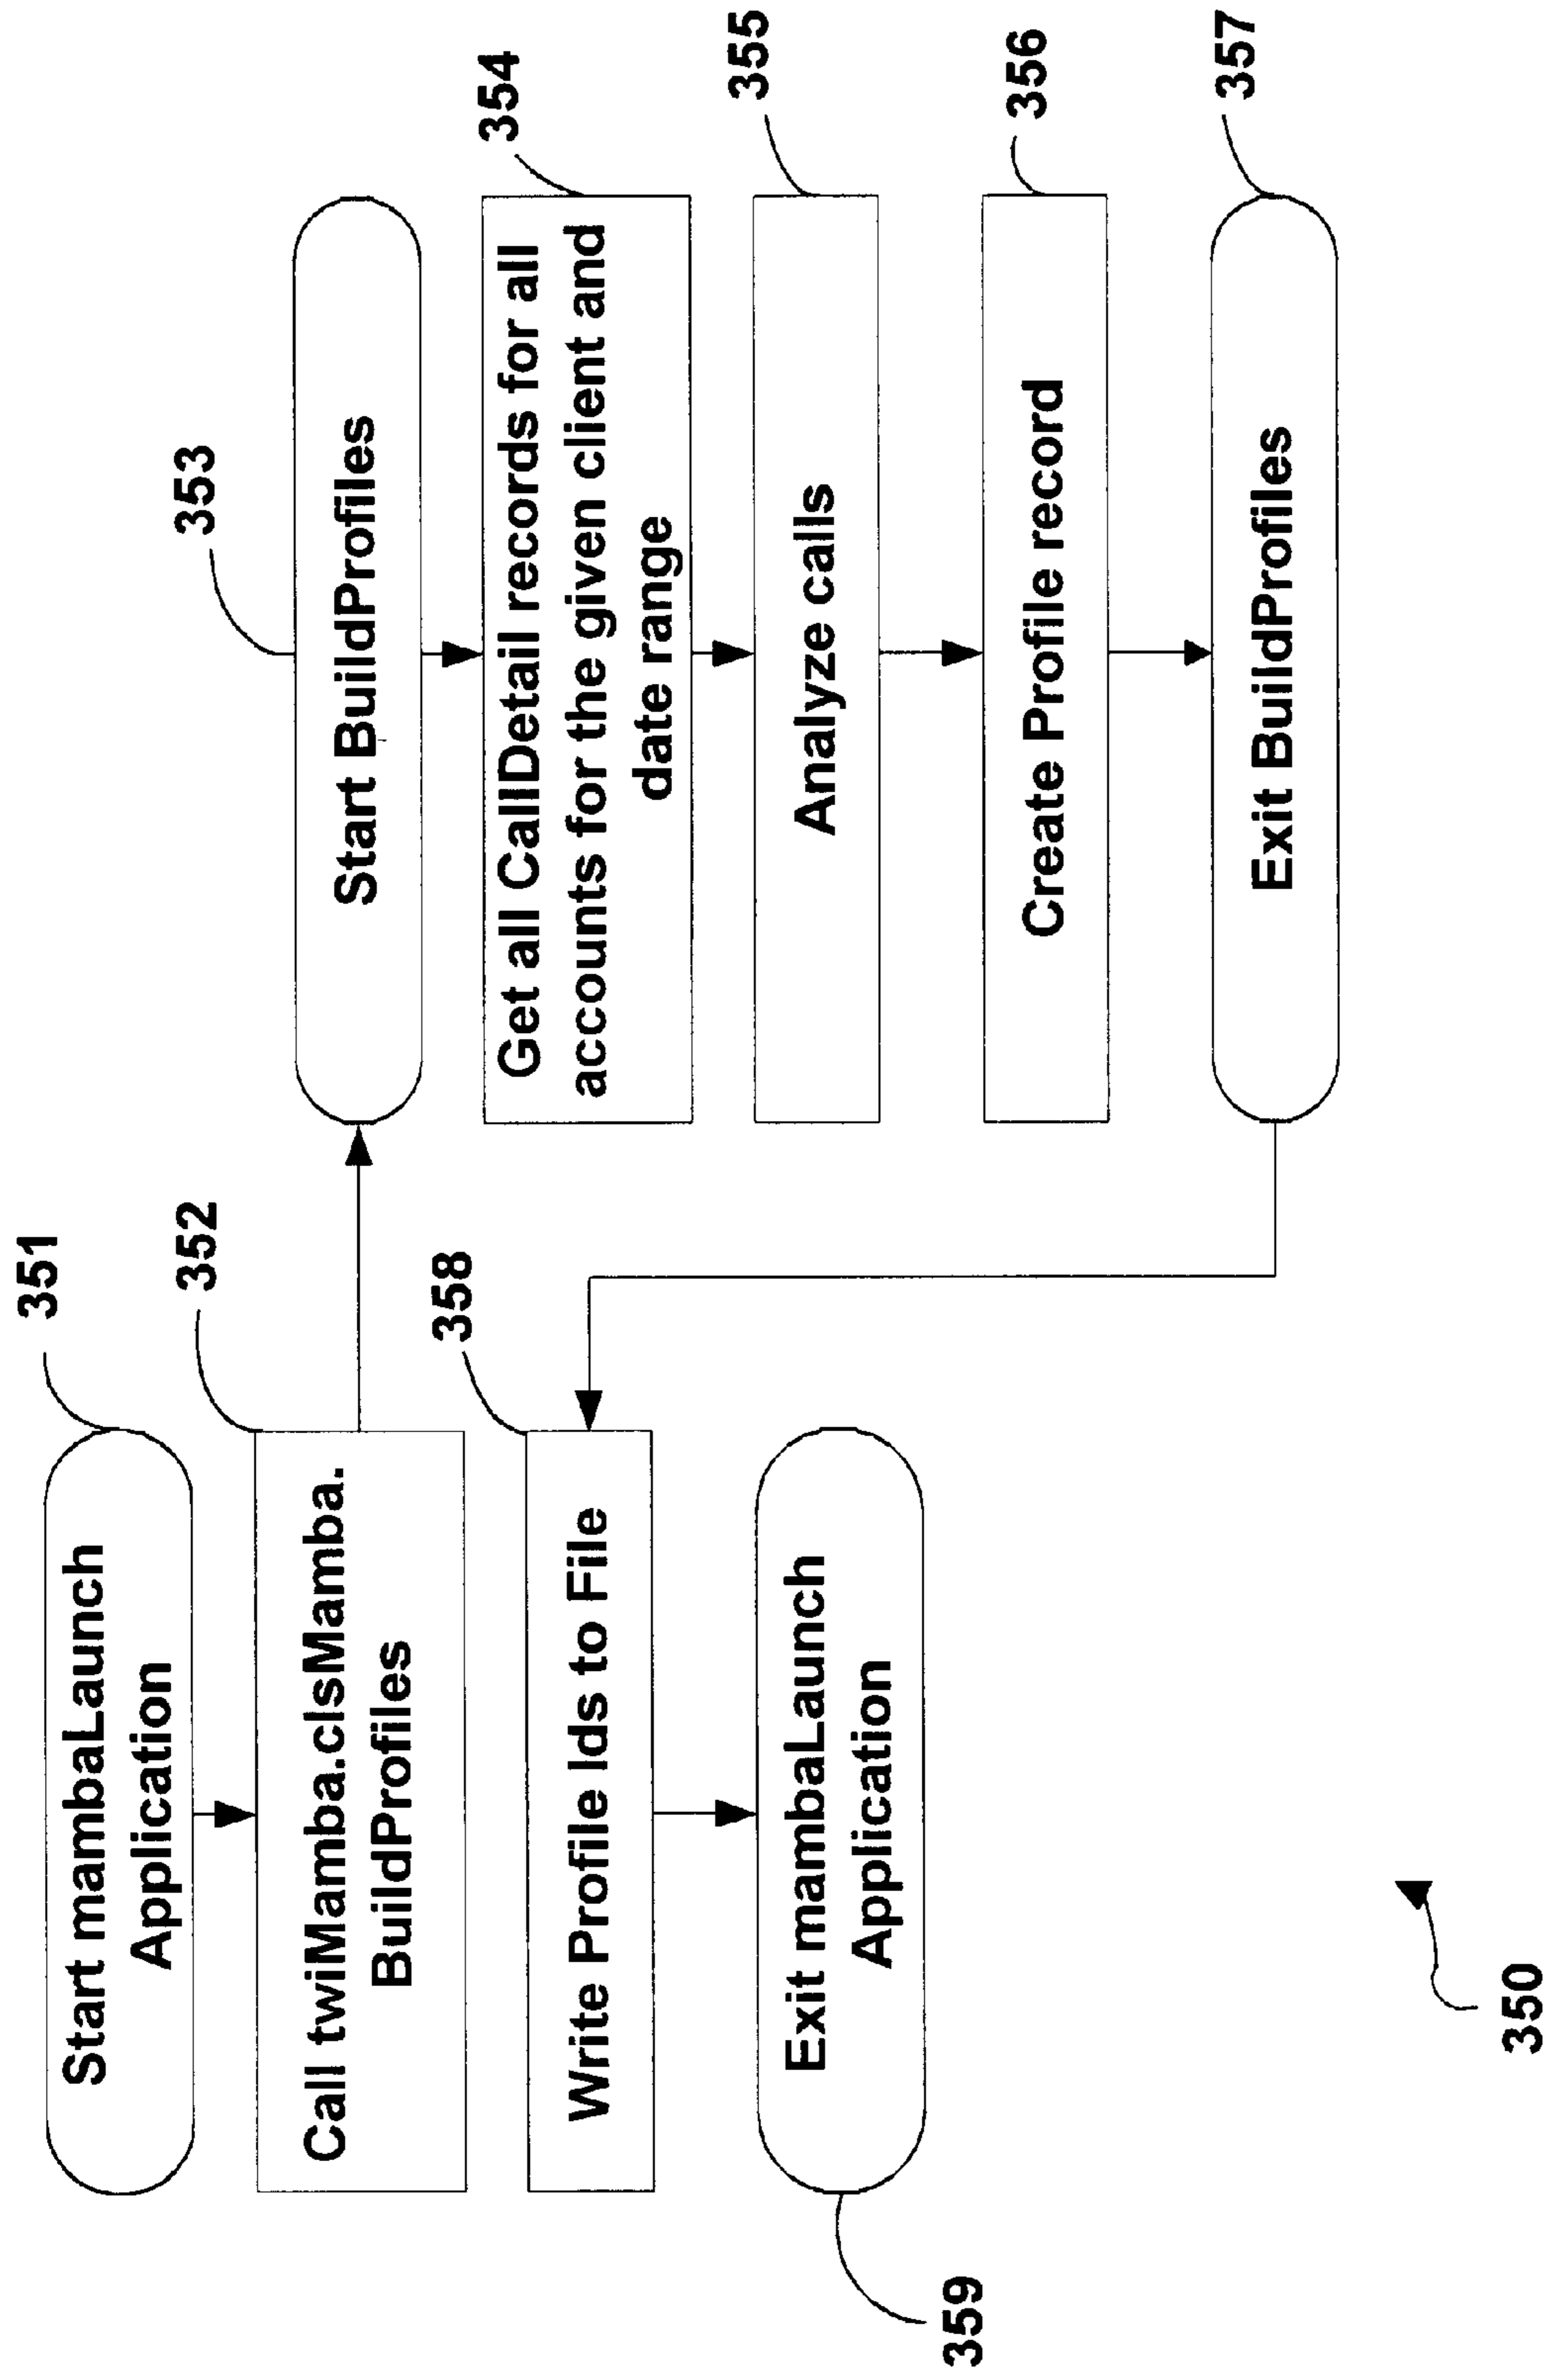 351
Start mambaLaunch
Application
352
Call twiMamba.clsMamba.
BuildProfiles
353
Start BuildProfiles
354
Get all CallDetail records for all
accounts for the given client and
date range
355
Analyze calls
356
Create Profile record
357
Exit BuildProfiles
358
Write Profile Ids to File
Exit mambaLaunch
Application
359
350